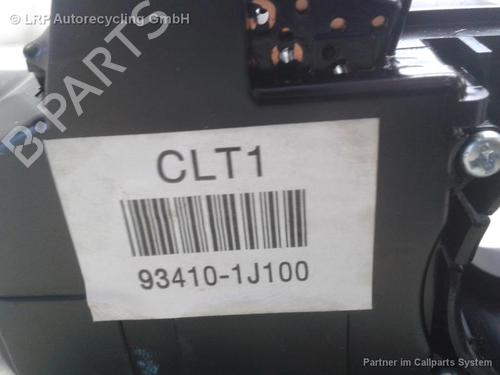 LRP Autorecycling GmbH
B-PARTS
CLT1
93410-1J100
Partner im Callparts System